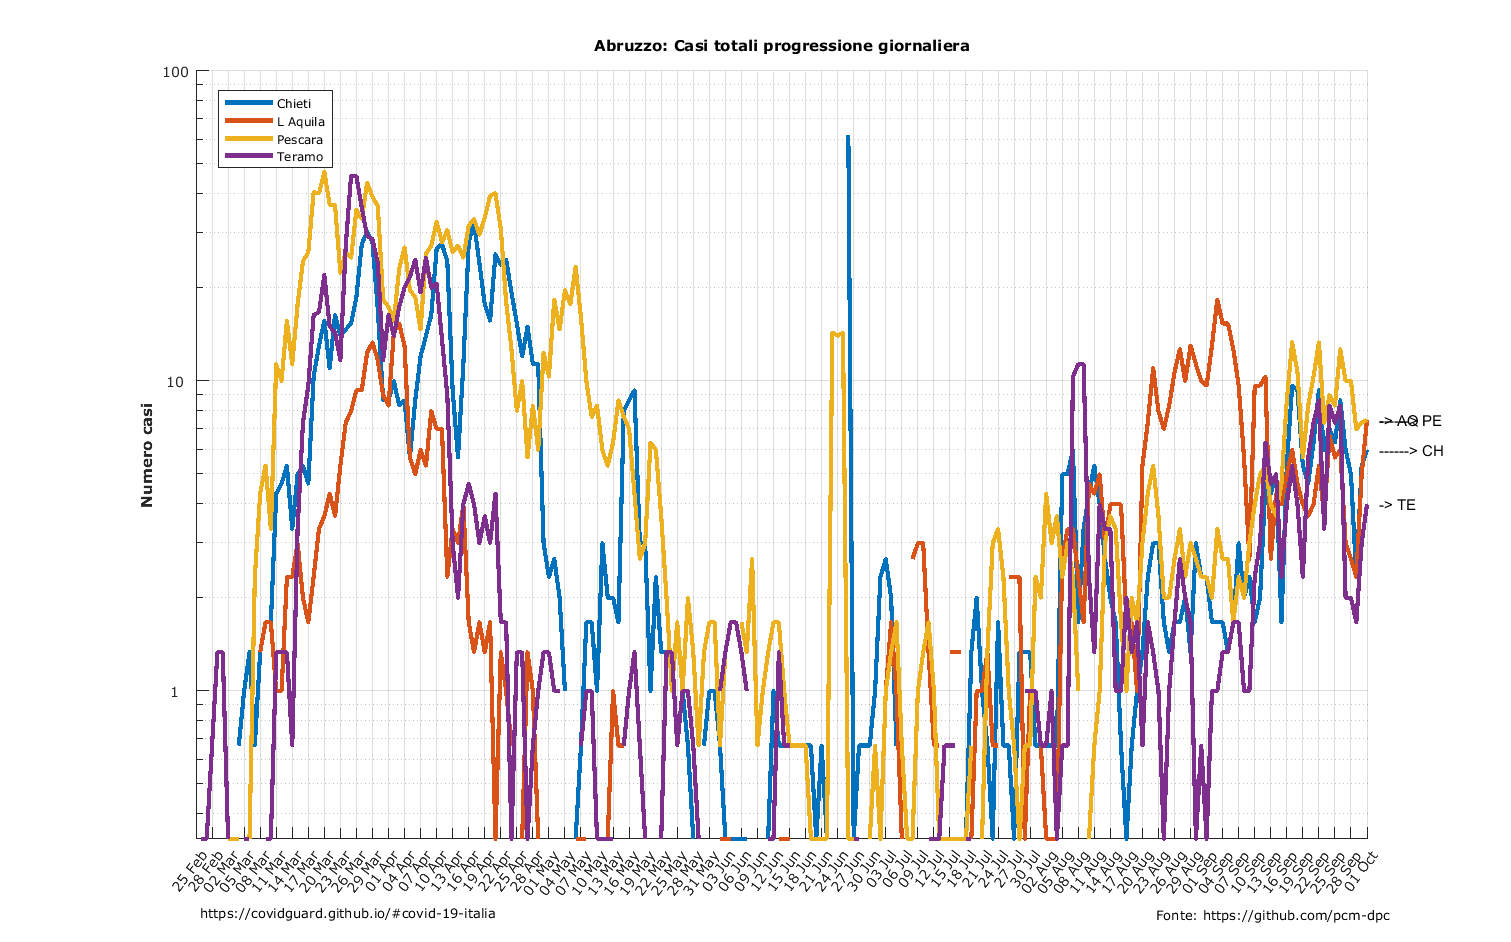 Abruzzo: Casi totali progressione giornaliera
100
10
1
Numero casi
Chieti
L Aquila
Pescara
Teramo
-> AQ PE
------> CH
-> TE
25 Feb
28 Feb
02 Mar
05 Mar
08 Mar
11 Mar
14 Mar
17 Mar
20 Mar
23 Mar
26 Mar
29 Mar
01 Apr
04 Apr
07 Apr
10 Apr
13 Apr
16 Apr
19 Apr
22 Apr
25 Apr
28 Apr
01 May
04 May
07 May
10 May
13 May
16 May
19 May
22 May
25 May
28 May
31 May
03 Jun
06 Jun
09 Jun
12 Jun
15 Jun
18 Jun
21 Jun
24 Jun
27 Jun
30 Jun
03 Jul
06 Jul
09 Jul
12 Jul
15 Jul
18 Jul
21 Jul
24 Jul
27 Jul
30 Jul
02 Aug
05 Aug
08 Aug
11 Aug
14 Aug
17 Aug
20 Aug
23 Aug
26 Aug
29 Aug
01 Sep
04 Sep
07 Sep
10 Sep
13 Sep
16 Sep
19 Sep
22 Sep
25 Sep
28 Sep
01 Oct
https://covidguard.github.io/#covid-19-italia
Fonte: https://github.com/pcm-dpc